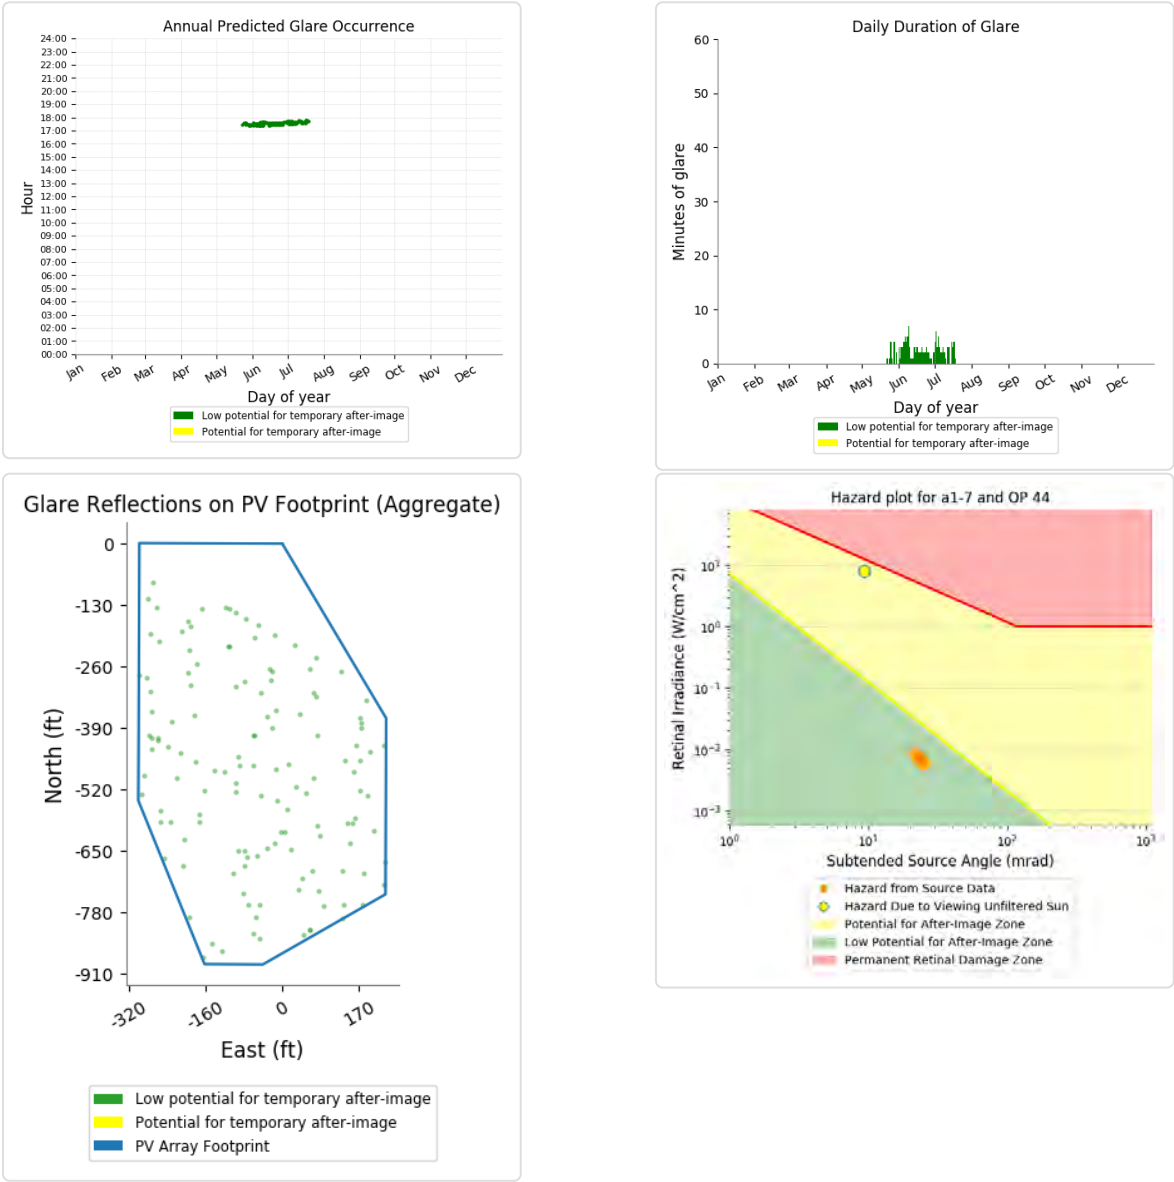 Annual Predicted Glare Occurrence
24:00
23:00
22:00
21:00
20:00
19:00
18:00
17:00
16:00
15:00
14:00
13:00
12:00
11:00
10:00
09:00
08:00
07:00
06:00
05:00
04:00
03:00
02:00
01:00
00:00
Hour
Jan Feb Mar Apr May Jun Jul Aug Sep Oct Nov Dec
Day of year
Low potential for temporary after-image
Potential for temporary after-image
Daily Duration of Glare
60
50
40
30
20
10
0
Minutes of glare
Jan Feb Mar Apr May Jun Jul Aug Sep Oct Nov Dec
Day of year
Low potential for temporary after-image
Potential for temporary after-image
Glare Reflections on PV Footprint (Aggregate)
0
-130
-260
-390
-520
-650
-780
-910
North (ft)
-320 -160 0 170
East (ft)
Low potential for temporary after-image
Potential for temporary after-image
PV Array Footprint
Hazard plot for a1-7 and OP 44
10¹
10⁰
10⁻¹
10⁻²
10⁻³
Retinal Irradiance (W/cm^2)
10⁰ 10¹ 10² 10³
Subtended Source Angle (mrad)
Hazard from Source Data
Hazard Due to Viewing Unfiltered Sun
Potential for After-Image Zone
Low Potential for After-Image Zone
Permanent Retinal Damage Zone